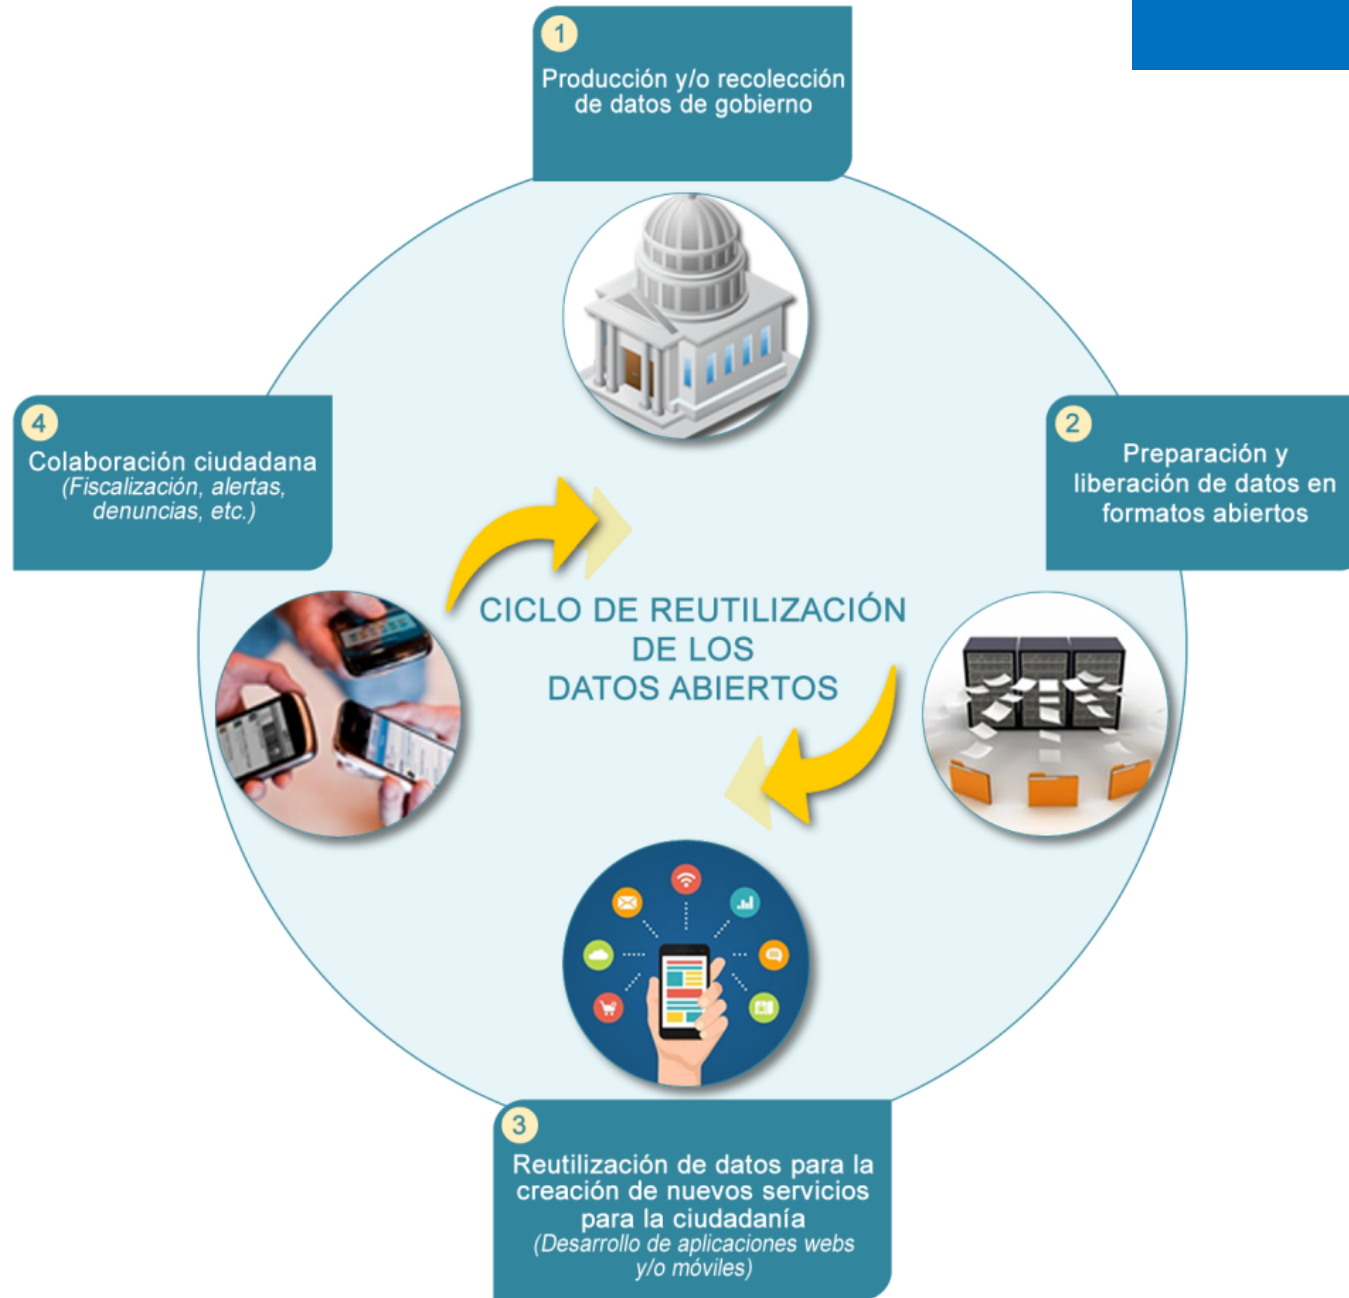 1
Producción y/o recolección
de datos de gobierno
2
Preparación y
liberación de datos en
formatos abiertos
3
Reutilización de datos para la
creación de nuevos servicios
para la ciudadanía
(Desarrollo de aplicaciones webs
y/o móviles)
4
Colaboración ciudadana
(Fiscalización, alertas,
denuncias, etc.)
CICLO DE REUTILIZACIÓN
DE LOS
DATOS ABIERTOS